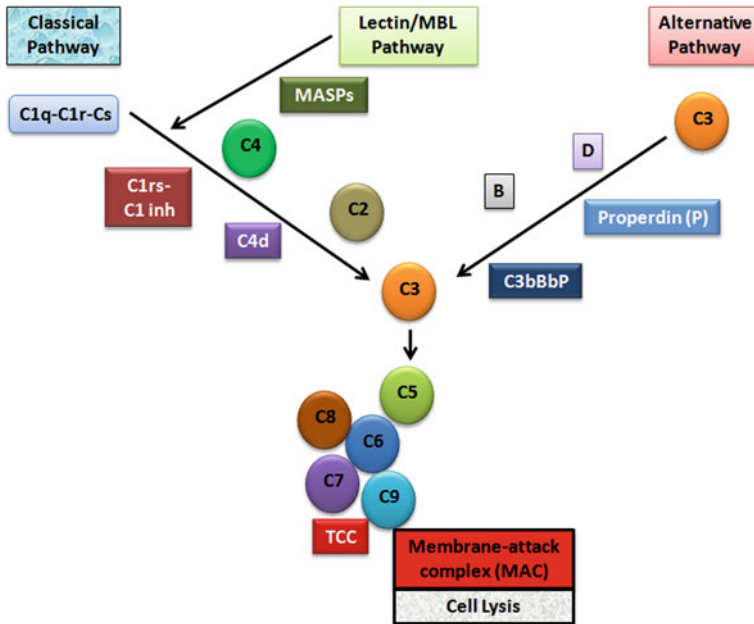 Classical
Pathway
Lectin/MBL
Pathway
Alternative
Pathway
MASPs
C1q-C1r-Cs
C3
C4
D
C1rs-
C1 inh
B
C2
Properdin (P)
C4d
C3bBbP
C3
C5
C8
C6
C7
C9
TCC
Membrane-attack
complex (MAC)
Cell Lysis